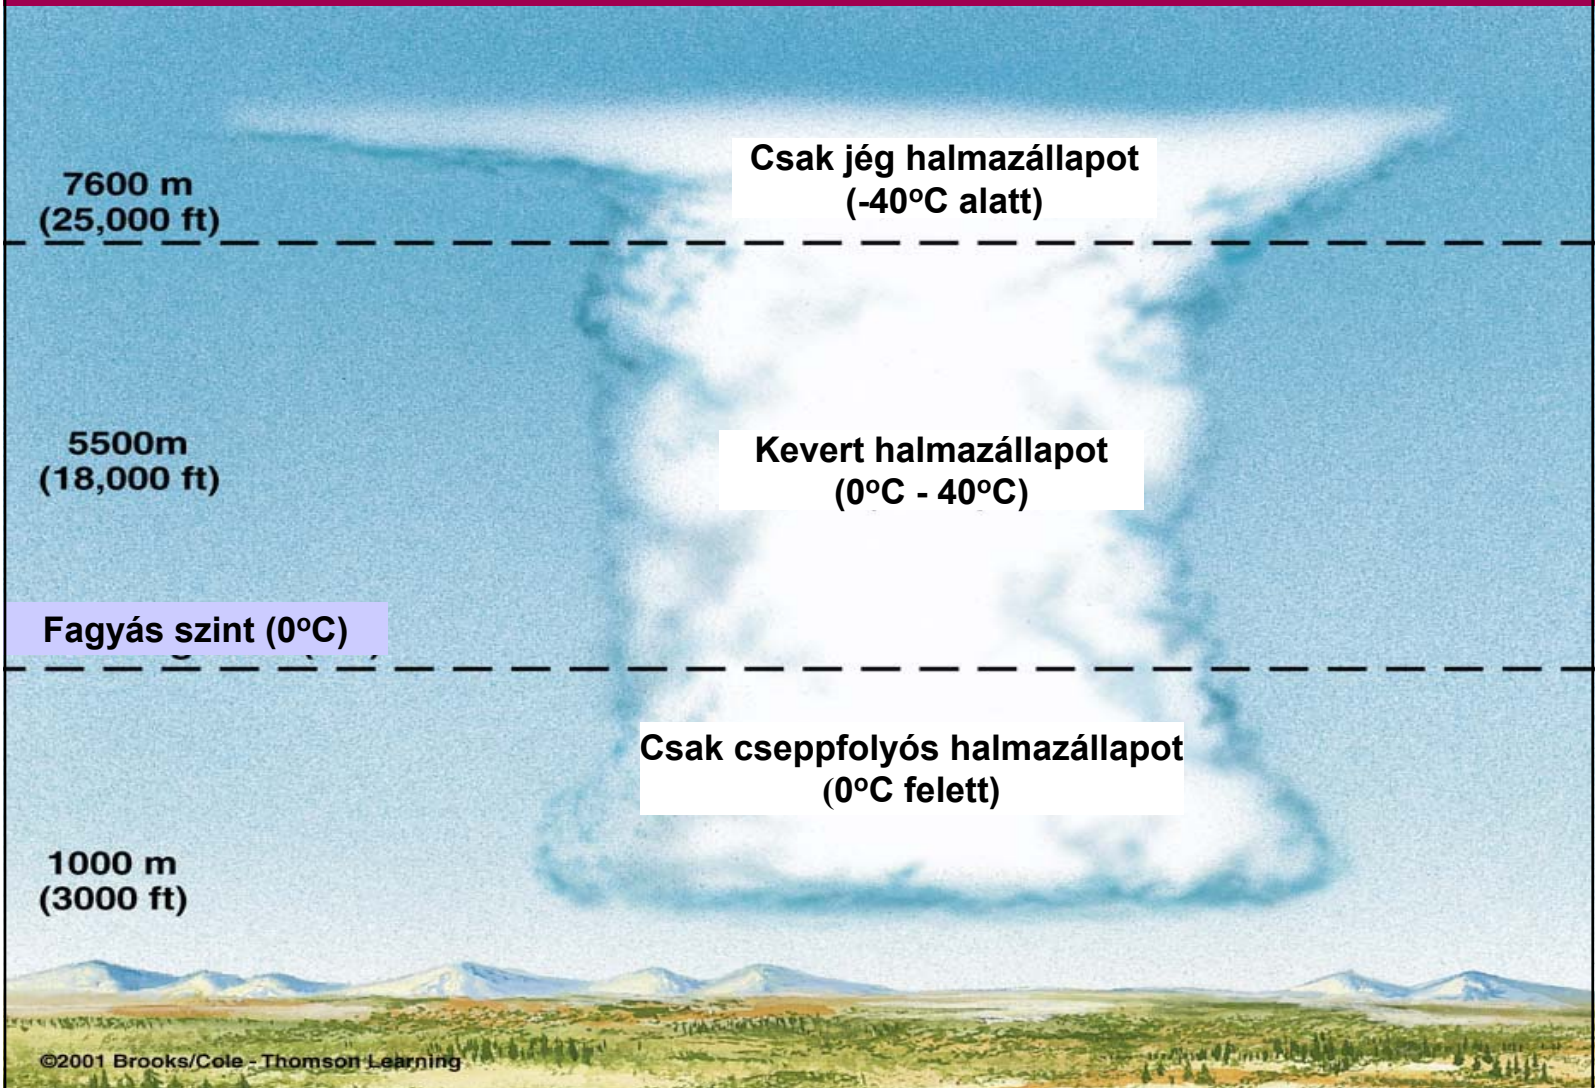 Csak jég halmazállapot
(-40°C alatt)
7600 m
(25,000 ft)
Kevert halmazállapot
(0°C - 40°C)
5500m
(18,000 ft)
Fagyás szint (0°C)
Csak cseppfolyós halmazállapot
(0°C felett)
1000 m
(3000 ft)
©2001 Brooks/Cole - Thomson Learning